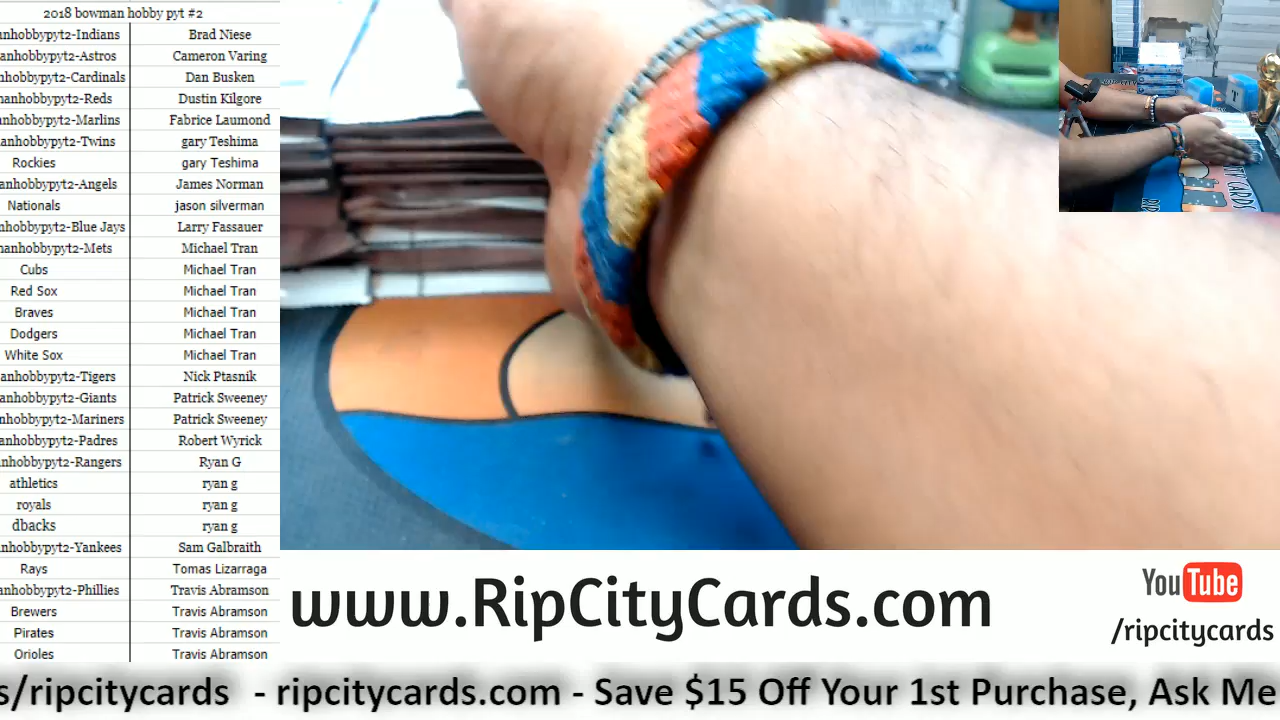 2018 bowman hobby pyt #2
nhobbypyt2-Indians Brad Niese
anhobbypyt2-Astros Cameron Varing
nhobbypyt2-Cardinals Dan Busken
nanhobbypyt2-Reds Dustin Kilgore
anhobbypyt2-Marlins Fabrice Laumond
anhobbypyt2-Twins gary Teshima
Rockies gary Teshima
anhobbypyt2-Angels James Norman
Nationals jason silverman
nhobbypyt2-Blue Jays Larry Fassauer
nanhobbypyt2-Mets Michael Tran
Cubs Michael Tran
Red Sox Michael Tran
Braves Michael Tran
Dodgers Michael Tran
White Sox Michael Tran
anhobbypyt2-Tigers Nick Ptasnik
anhobbypyt2-Giants Patrick Sweeney
anhobbypyt2-Mariners Patrick Sweeney
anhobbypyt2-Padres Robert Wyrick
nhobbypyt2-Rangers Ryan G
athletics ryan g
royals ryan g
dbacks ryan g
nhobbypyt2-Yankees Sam Galbraith
Rays Tomas Lizarraga
anhobbypyt2-Phillies Travis Abramson
Brewers Travis Abramson
Pirates Travis Abramson
Orioles Travis Abramson
www.RipCityCards.com
YouTube
/ripcitycards
s/ripcitycards - ripcitycards.com - Save $15 Off Your 1st Purchase, Ask Me